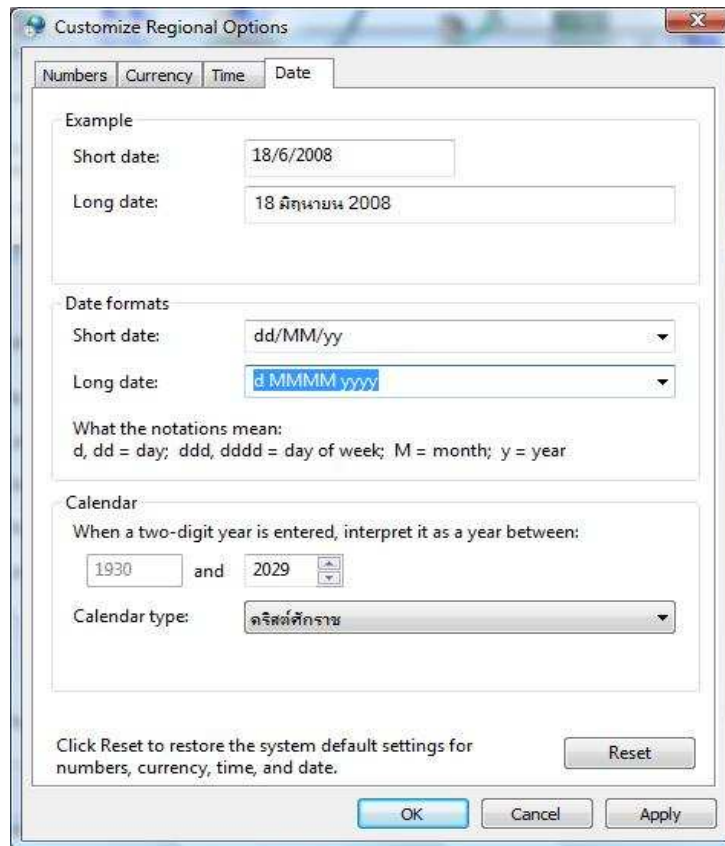 Customize Regional Options
Numbers Currency Time Date
Example
Short date: 18/6/2008
Long date: 18 มิถุนายน 2008
Date formats
Short date: dd/MM/yy
Long date: d MMMM yyyy
What the notations mean:
d, dd = day; ddd, dddd = day of week; M = month; y = year
Calendar
When a two-digit year is entered, interpret it as a year between:
1930 and 2029
Calendar type: คริสต์ศักราช
Click Reset to restore the system default settings for
numbers, currency, time, and date.
Reset
OK Cancel Apply